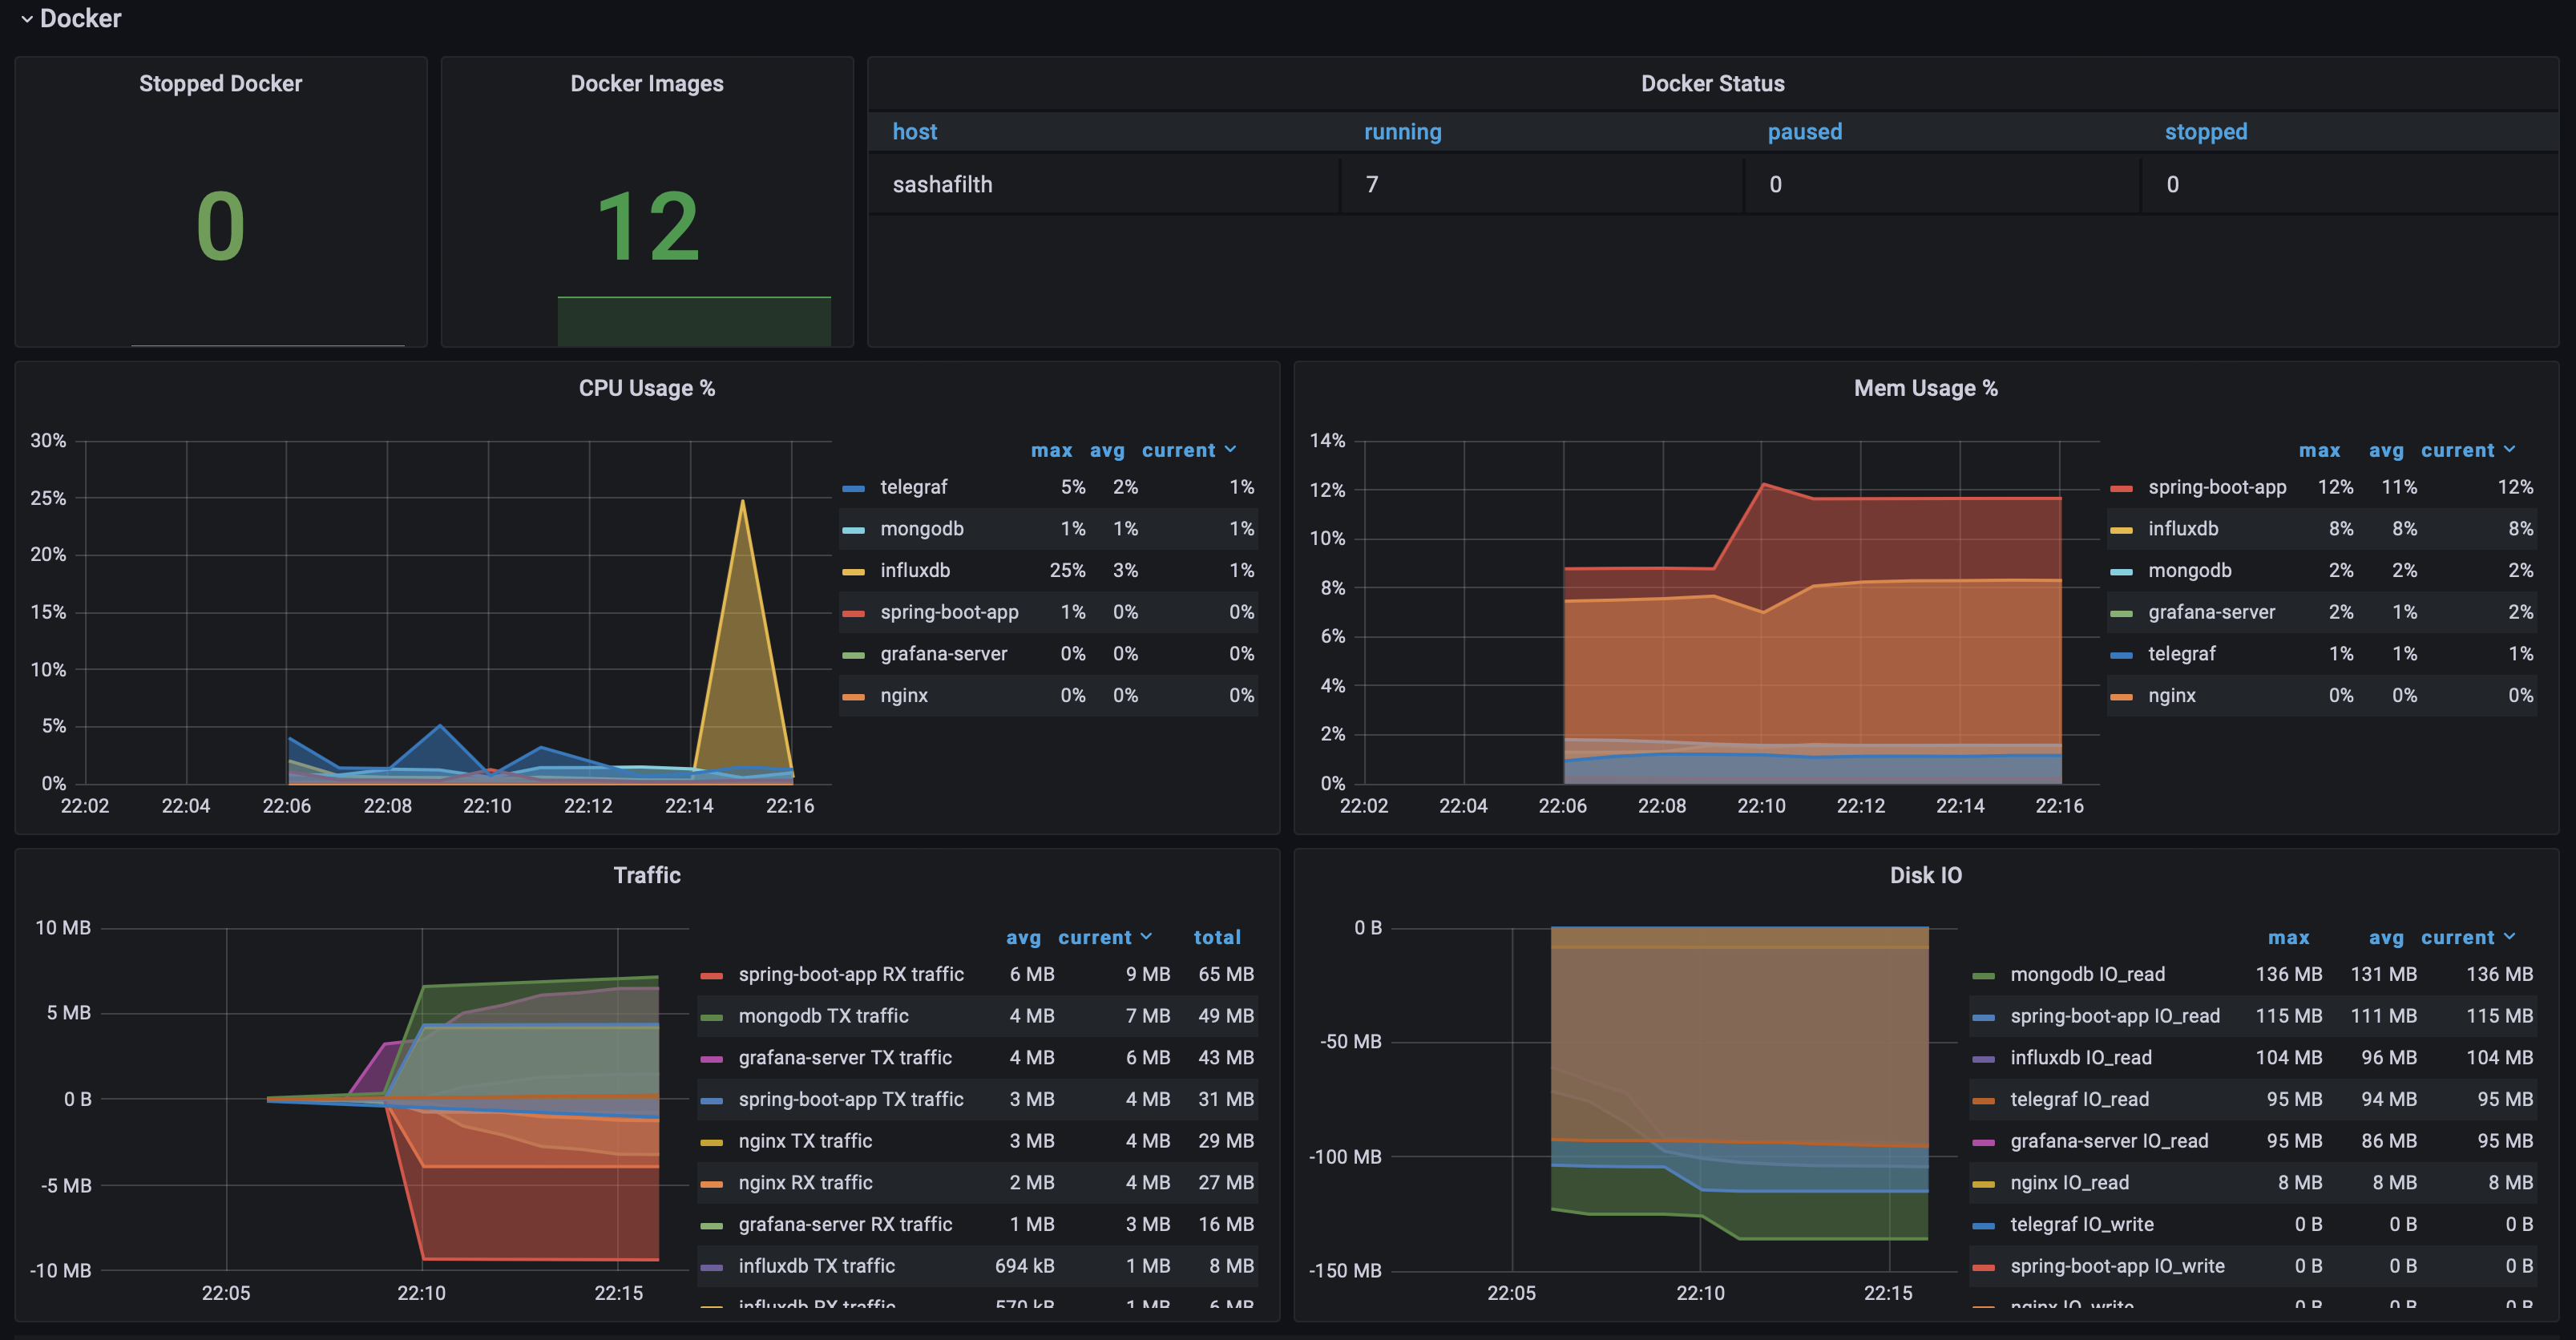 Docker
Stopped Docker
0
Docker Images
12
Docker Status
host running paused stopped
sashafilth 7 0 0
CPU Usage %
30%
25%
20%
15%
10%
5%
0%
22:02 22:04 22:06 22:08 22:10 22:12 22:14 22:16
max avg current
telegraf 5% 2% 1%
mongodb 1% 1% 1%
influxdb 25% 3% 1%
spring-boot-app 1% 0% 0%
grafana-server 0% 0% 0%
nginx 0% 0% 0%
Mem Usage %
14%
12%
10%
8%
6%
4%
2%
0%
22:02 22:04 22:06 22:08 22:10 22:12 22:14 22:16
max avg current
spring-boot-app 12% 11% 12%
influxdb 8% 8% 8%
mongodb 2% 2% 2%
grafana-server 2% 1% 2%
telegraf 1% 1% 1%
nginx 0% 0% 0%
Traffic
10 MB
5 MB
0 B
-5 MB
-10 MB
22:05 22:10 22:15
avg current total
spring-boot-app RX traffic 6 MB 9 MB 65 MB
mongodb TX traffic 4 MB 7 MB 49 MB
grafana-server TX traffic 4 MB 6 MB 43 MB
spring-boot-app TX traffic 3 MB 4 MB 31 MB
nginx TX traffic 3 MB 4 MB 29 MB
nginx RX traffic 2 MB 4 MB 27 MB
grafana-server RX traffic 1 MB 3 MB 16 MB
influxdb TX traffic 694 kB 1 MB 8 MB
influxdb RX traffic 570 kB 1 MB 6 MB
Disk IO
0 B
-50 MB
-100 MB
-150 MB
22:05 22:10 22:15
max avg current
mongodb IO_read 136 MB 131 MB 136 MB
spring-boot-app IO_read 115 MB 111 MB 115 MB
influxdb IO_read 104 MB 96 MB 104 MB
telegraf IO_read 95 MB 94 MB 95 MB
grafana-server IO_read 95 MB 86 MB 95 MB
nginx IO_read 8 MB 8 MB 8 MB
telegraf IO_write 0 B 0 B 0 B
spring-boot-app IO_write 0 B 0 B 0 B
nginx IO_write 0 B 0 B 0 B